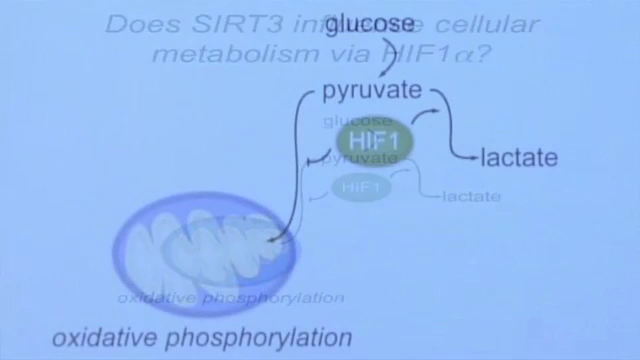 Does SIRT3 influence cellular
metabolism via HIF1α?
glucose
pyruvate
glucose
HIF1
pyruvate
lactate
HIF1
lactate
oxidative phosphorylation
oxidative phosphorylation